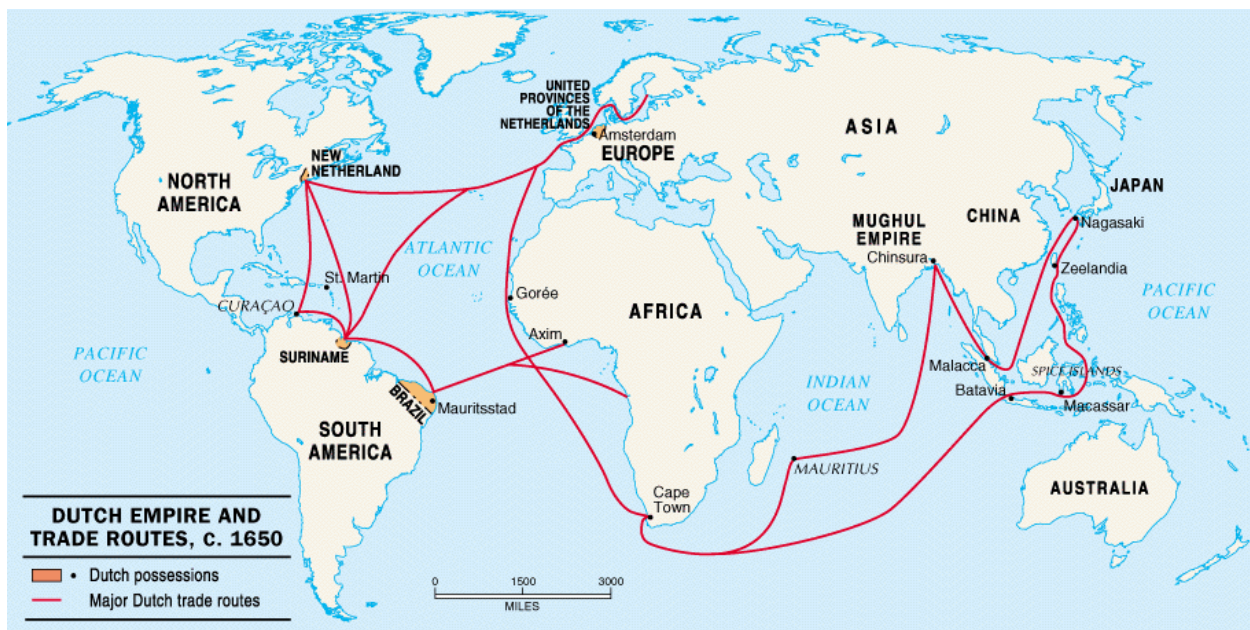 UNITED
PROVINCES
OF THE
NETHERLANDS
Amsterdam
EUROPE
ASIA
NEW
NETHERLAND
NORTH
AMERICA
JAPAN
CHINA
Nagasaki
MUGHUL
EMPIRE
Chinsura
ATLANTIC
OCEAN
Zeelandia
St. Martin
CURAÇAO
Gorée
PACIFIC
OCEAN
AFRICA
Axim
PACIFIC
OCEAN
SURINAME
Malacca
SPICE ISLANDS
INDIAN
OCEAN
Batavia
Macassar
BRAZIL
Mauritsstad
SOUTH
AMERICA
MAURITIUS
AUSTRALIA
Cape
Town
DUTCH EMPIRE AND
TRADE ROUTES, C. 1650
Dutch possessions
Major Dutch trade routes
0 1500 3000
MILES